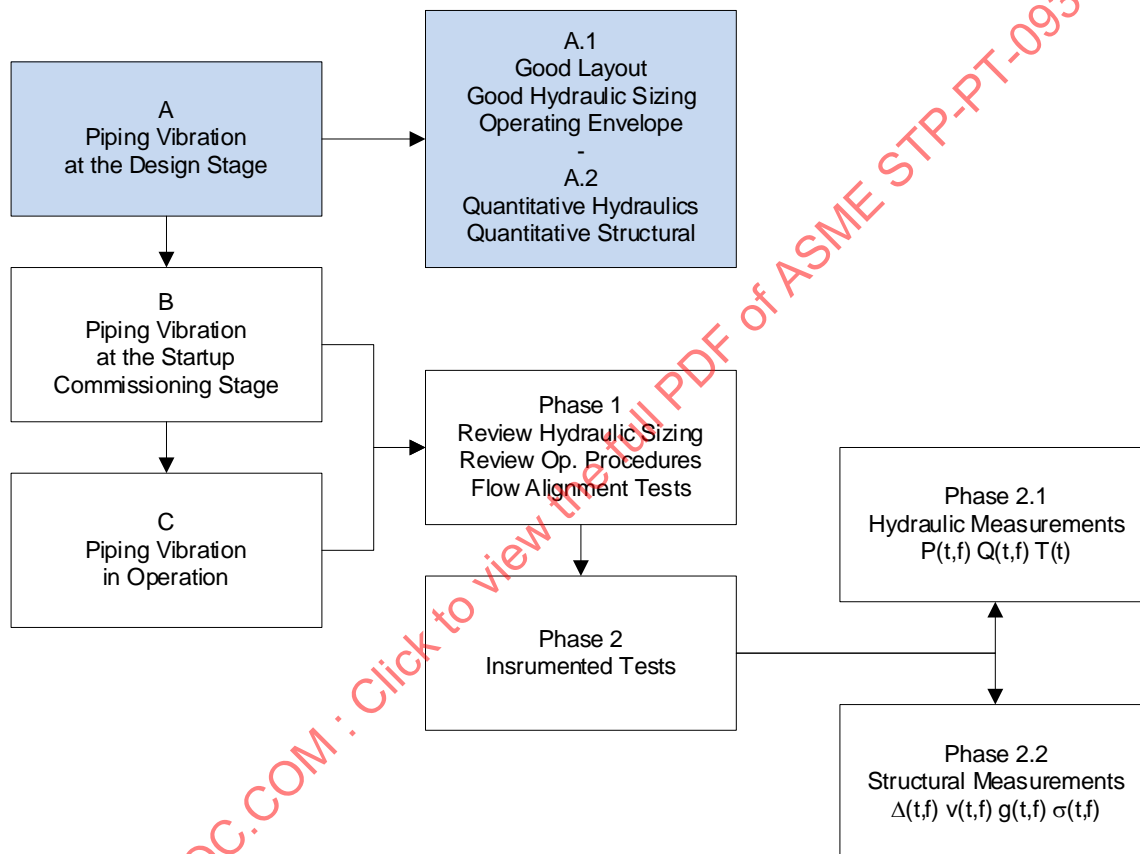 A
Piping Vibration
at the Design Stage
A.1
Good Layout
Good Hydraulic Sizing
Operating Envelope
-
A.2
Quantitative Hydraulics
Quantitative Structural
B
Piping Vibration
at the Startup
Commissioning Stage
C
Piping Vibration
in Operation
Phase 1
Review Hydraulic Sizing
Review Op. Procedures
Flow Alignment Tests
Phase 2
Insrumented Tests
Phase 2.1
Hydraulic Measurements
P(t,f) Q(t,f) T(t)
Phase 2.2
Structural Measurements
Δ(t,f) v(t,f) g(t,f) σ(t,f)
C.COM : Click to view the full PDF of ASME STP-PT-093